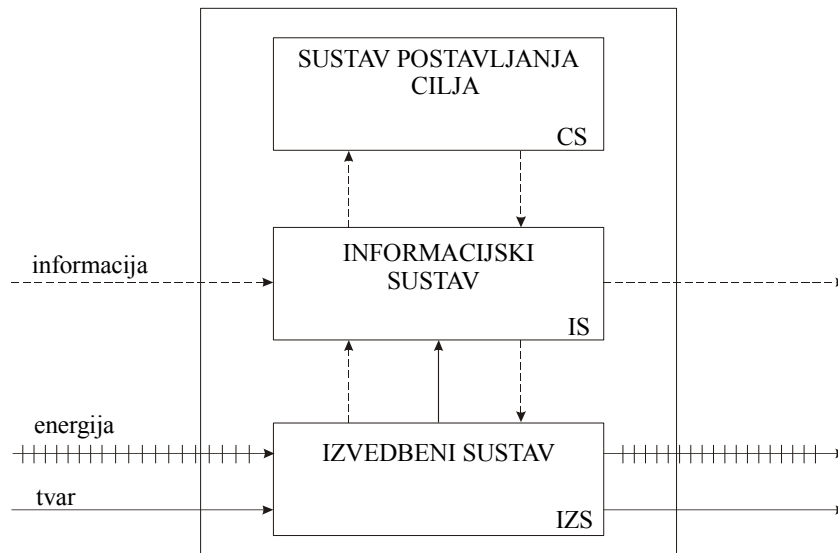 SUSTAV POSTAVLJANJA
CILJA
CS
informacija
INFORMACIJSKI
SUSTAV
IS
energija
IZVEDBENI SUSTAV
tvar
IZS